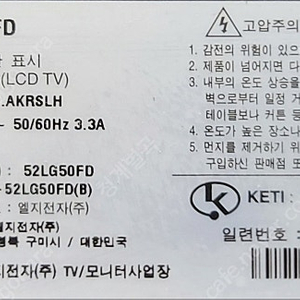 FD
표시
(LCD TV)
.AKRSLH
~ 50/60Hz 3.3A
: 52LG50FD
-52LG50FD(B)
: 엘지전자(주)
엘지전자(주)
경북 구미시 / 대한민국
지전자(주) TV/모니터사업장
고압주의
1. 감전의 위험이 있으
2. 제품이 넘어지면 다
3. 내부의 온도 상승을
벽으로부터 일정 거
테이블보나 커튼
4. 온도가 높은 장소나
5. 먼지를 제거하기 위
구입하신 판매점 또
KETI :
일련번호 :